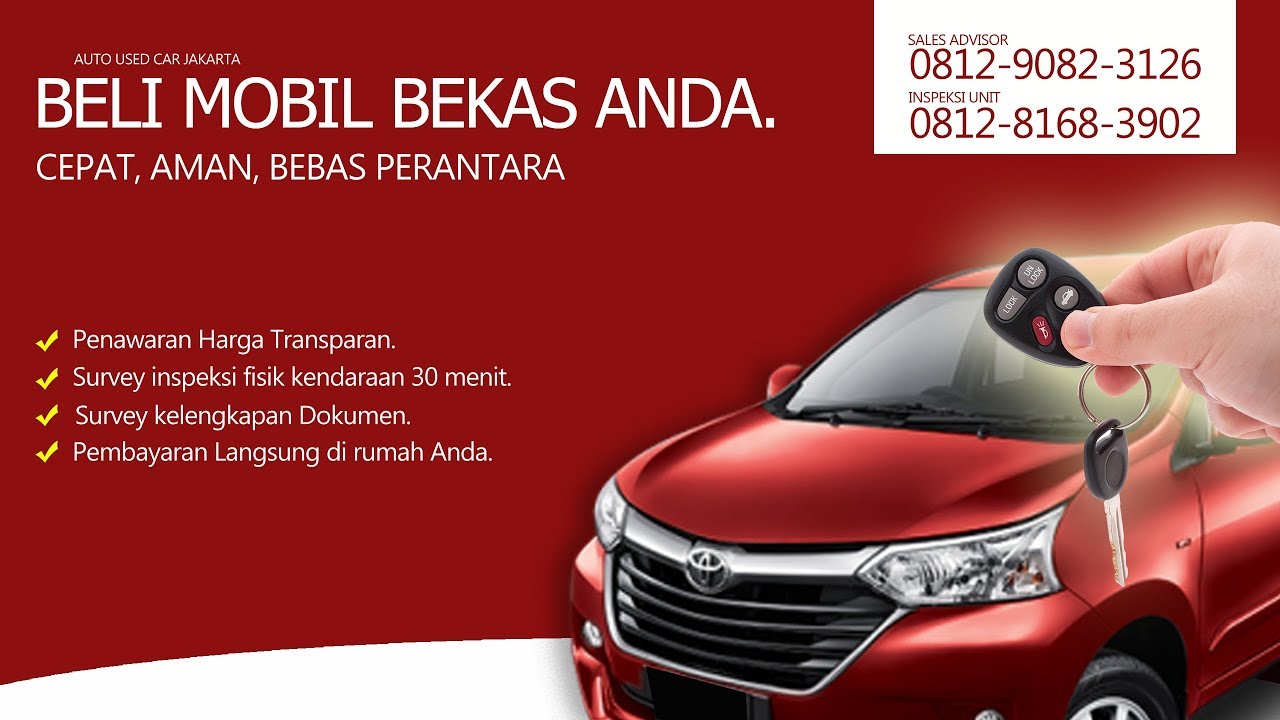 AUTO USED CAR JAKARTA
BELI MOBIL BEKAS ANDA.
CEPAT, AMAN, BEBAS PERANTARA
SALES ADVISOR
0812-9082-3126
INSPEKSI UNIT
0812-8168-3902
Penawaran Harga Transparan.
Survey inspeksi fisik kendaraan 30 menit.
Survey kelengkapan Dokumen.
Pembayaran Langsung di rumah Anda.
UN
LOCK
LOCK